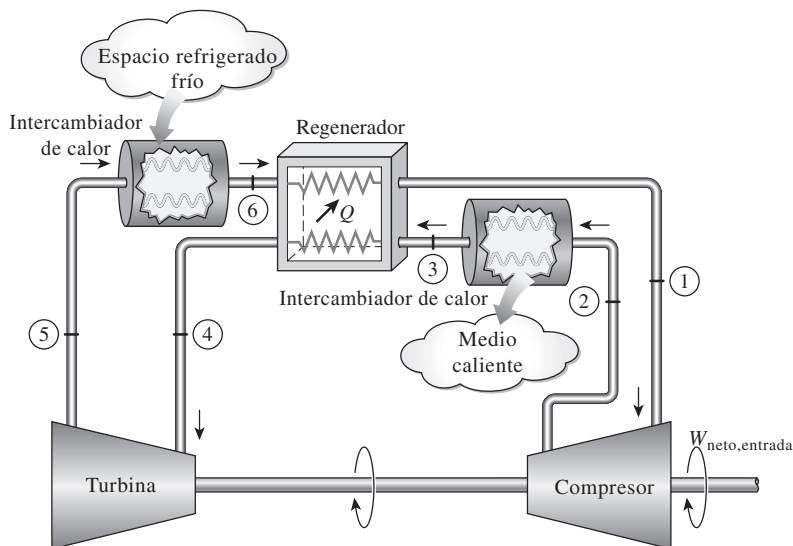 Espacio refrigerado
frío
Intercambiador
de calor
Regenerador
6
Q
3
Intercambiador de calor
2
1
5
4
Medio
caliente
W neto,entrada
Turbina
Compresor